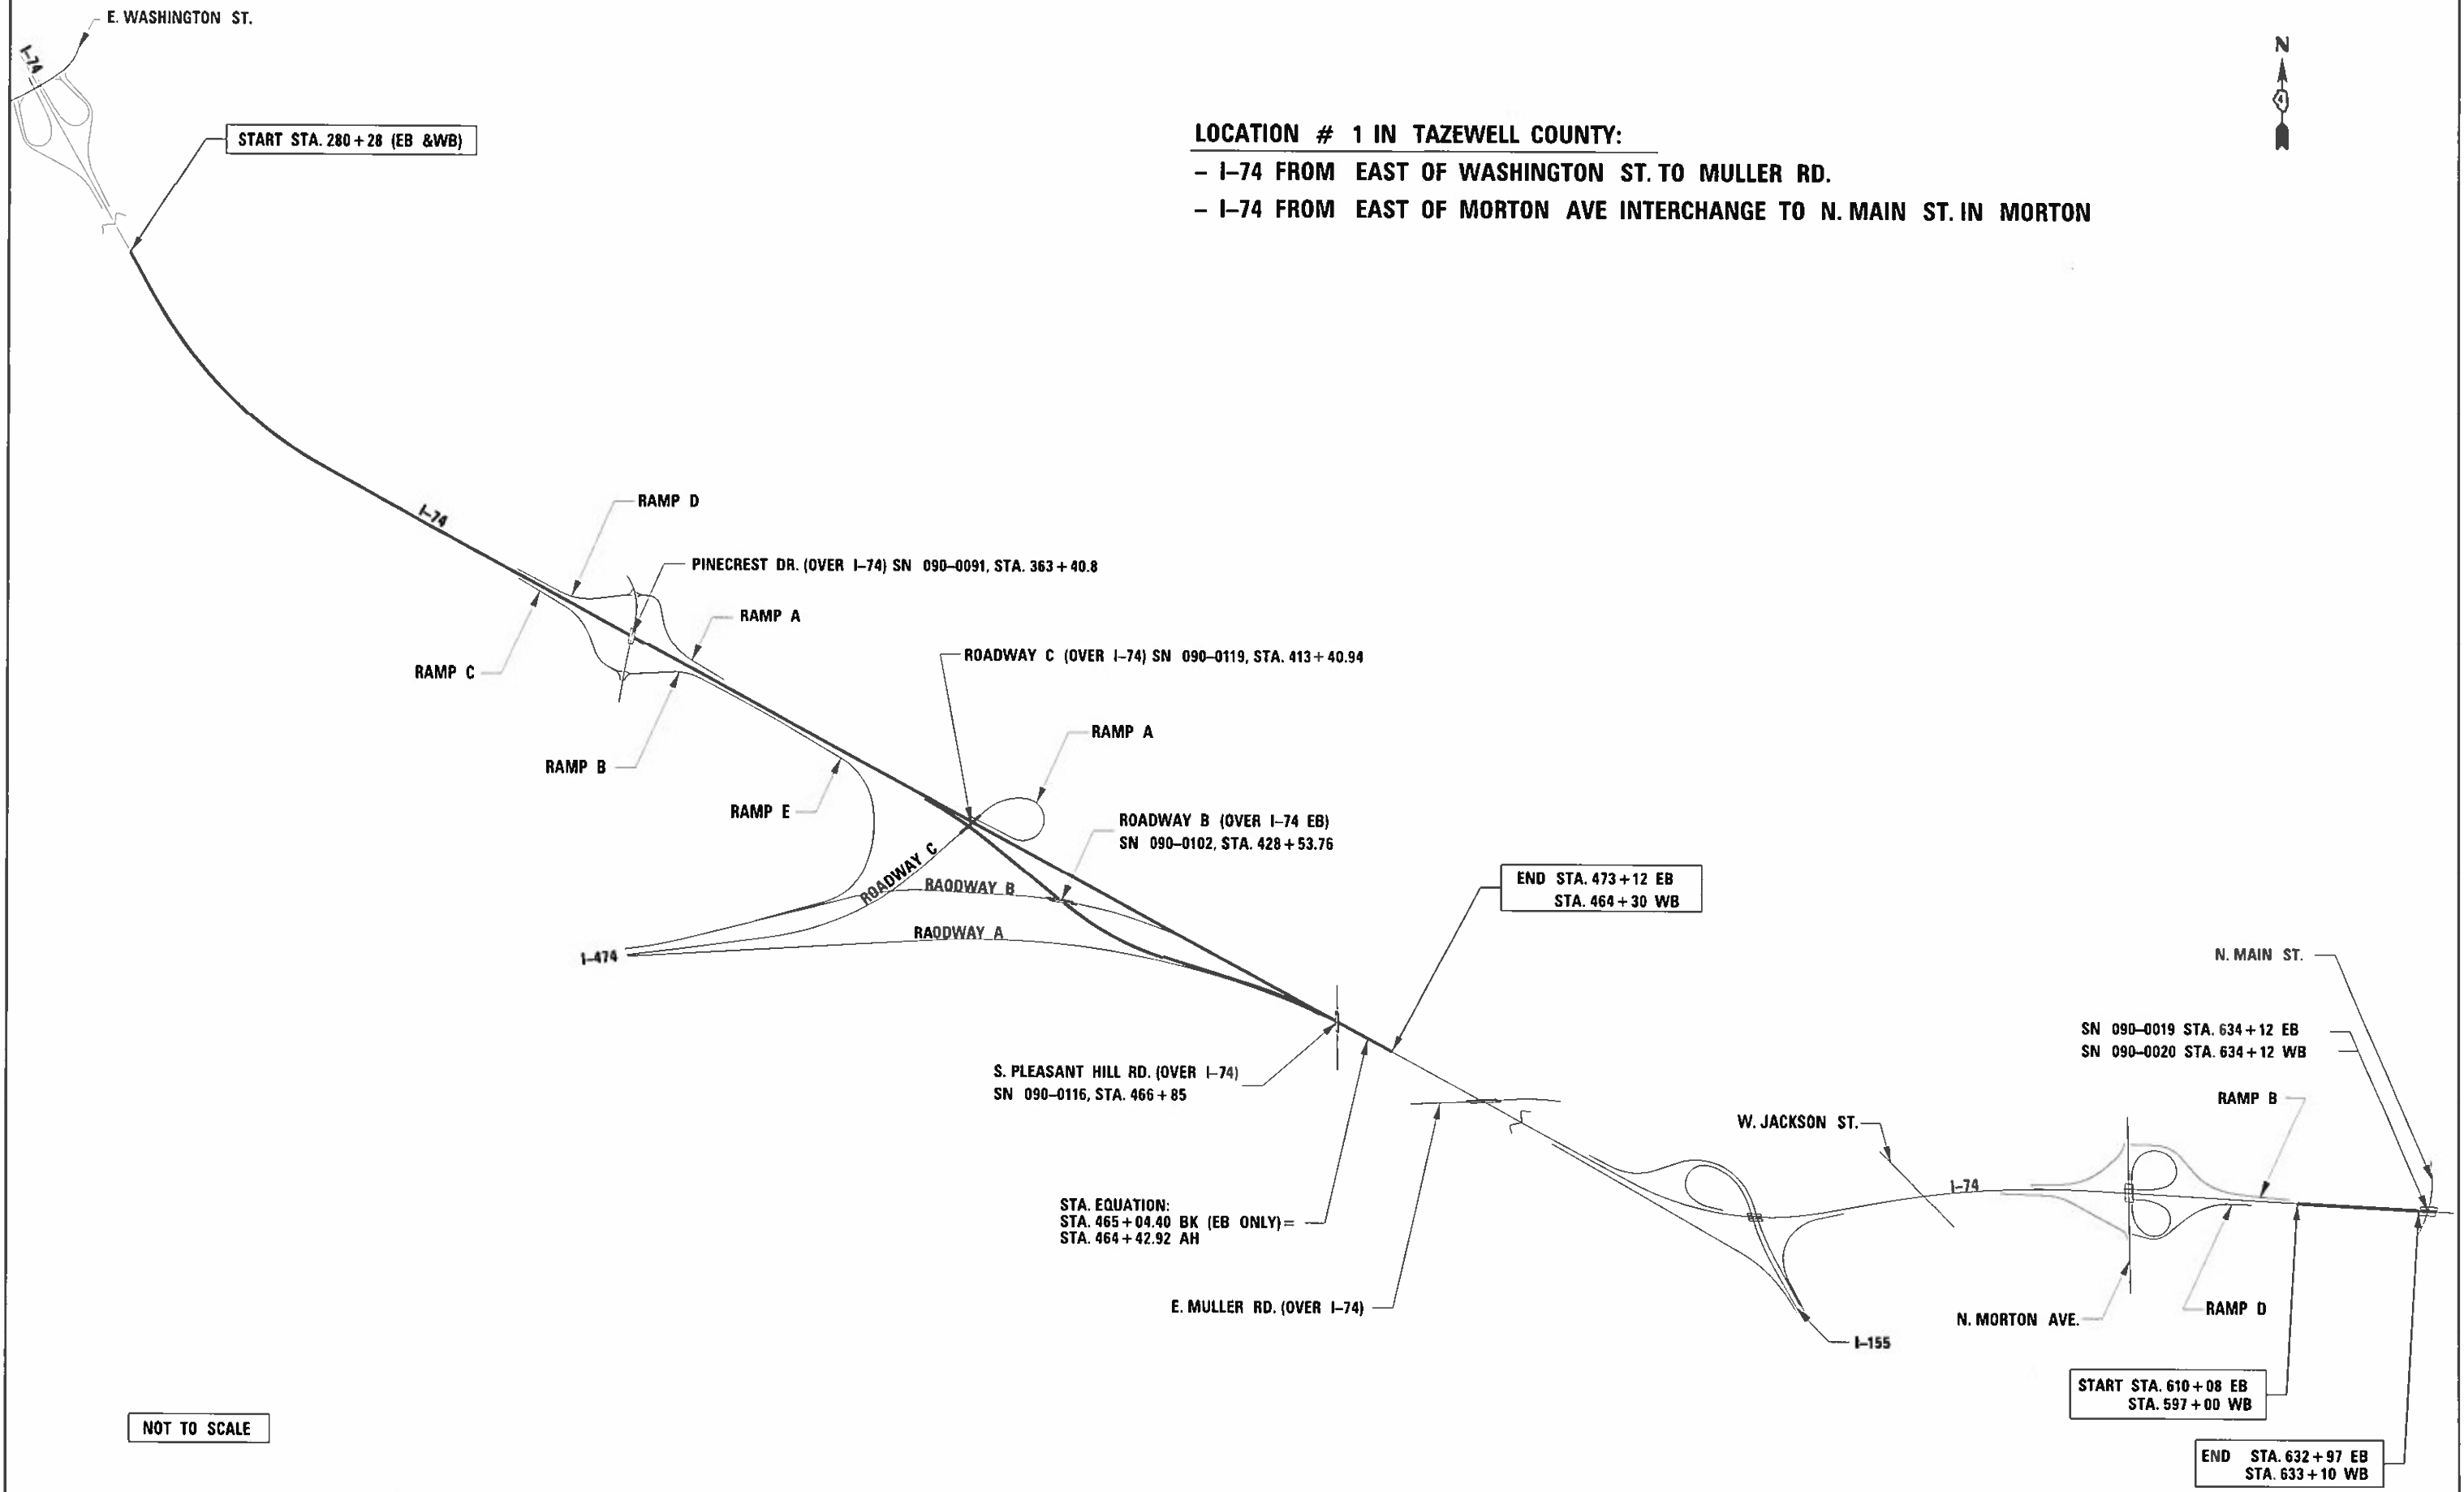 E. WASHINGTON ST.
I-74
N
4
START STA. 280+28 (EB &WB)
LOCATION # 1 IN TAZEWELL COUNTY:
- I-74 FROM EAST OF WASHINGTON ST. TO MULLER RD.
- I-74 FROM EAST OF MORTON AVE INTERCHANGE TO N. MAIN ST. IN MORTON
I-74
RAMP D
PINECREST DR. (OVER I-74) SN 090-0091, STA. 363+40.8
RAMP A
RAMP C
ROADWAY C (OVER I-74) SN 090-0119, STA. 413+40.94
RAMP A
RAMP B
RAMP E
ROADWAY B (OVER I-74 EB)
SN 090-0102, STA. 428+53.76
ROADWAY C
RAODWAY B
RAODWAY A
I-474
END STA. 473+12 EB
STA. 464+30 WB
N. MAIN ST.
SN 090-0019 STA. 634+12 EB
SN 090-0020 STA. 634+12 WB
S. PLEASANT HILL RD. (OVER I-74)
SN 090-0116, STA. 466+85
RAMP B
W. JACKSON ST.
I-74
STA. EQUATION:
STA. 465+04.40 BK (EB ONLY)=
STA. 464+42.92 AH
E. MULLER RD. (OVER I-74)
N. MORTON AVE.
RAMP D
I-155
START STA. 610+08 EB
STA. 597+00 WB
NOT TO SCALE
END STA. 632+97 EB
STA. 633+10 WB